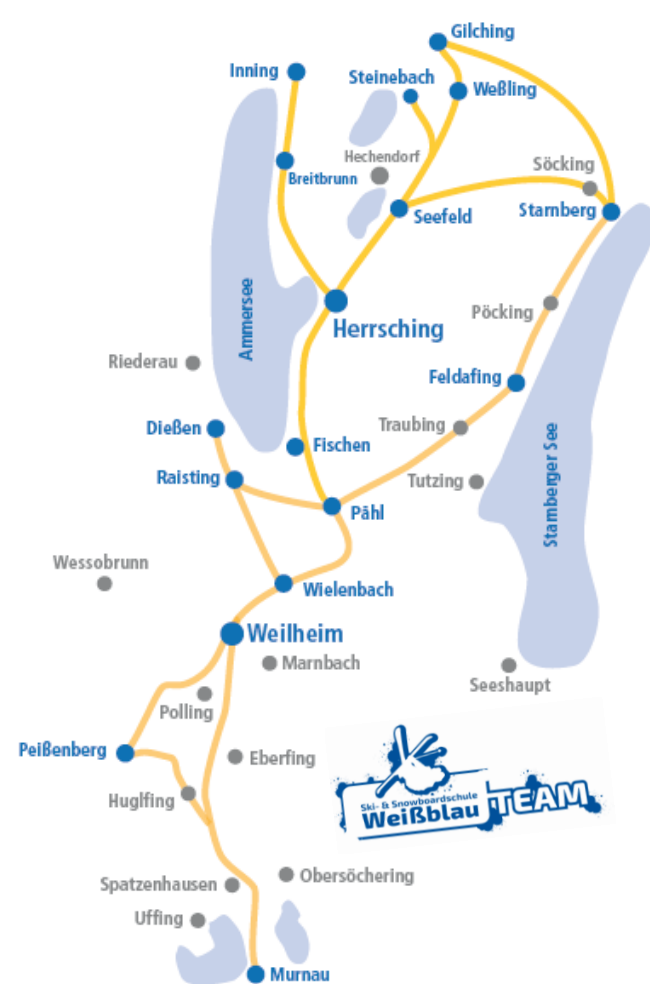 Gilching
Inning
Steinebach
Weßling
Hechendorf
Söcking
Breitbrunn
Seefeld
Starnberg
Ammersee
Herrsching
Pöcking
Riederau
Feldafing
Dießen
Traubing
Fischen
Starnberger See
Raisting
Tutzing
Pähl
Wessobrunn
Wielenbach
Weilheim
Marnbach
Seeshaupt
Polling
Peißenberg
Eberfing
Huglfing
Ski- & Snowboardschule
Weißblau TEAM
Spatzenhausen
Obersöchering
Uffing
Murnau